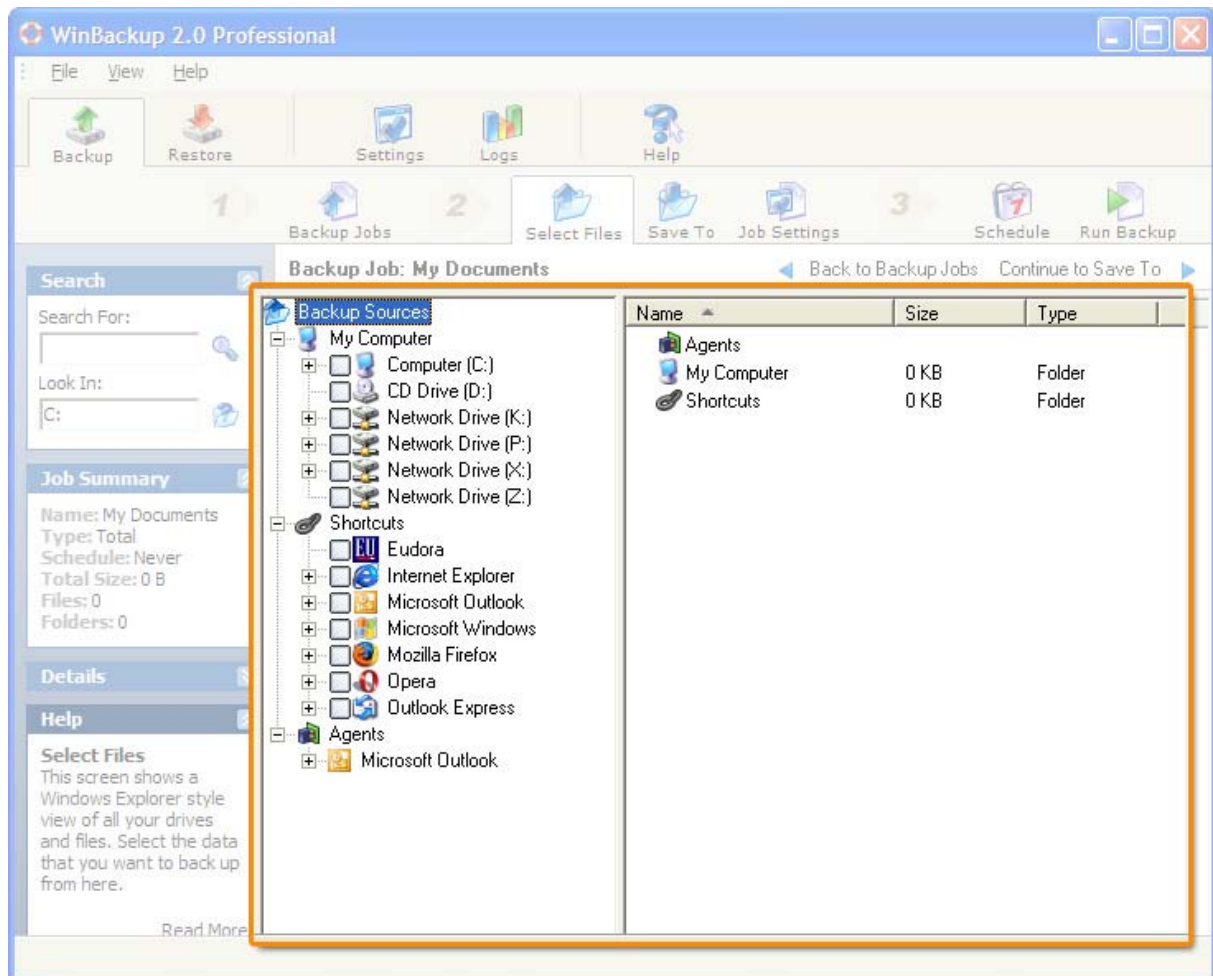 WinBackup 2.0 Professional
File View Help
Backup Restore Settings Logs Help
1 Backup Jobs 2 Select Files Save To Job Settings 3 Schedule Run Backup
Backup Job: My Documents Back to Backup Jobs Continue to Save To
Search
Search For:
Look In:
C:
Job Summary
Name: My Documents
Type: Total
Schedule: Never
Total Size: 0 B
Files: 0
Folders: 0
Details
Help
Select Files
This screen shows a
Windows Explorer style
view of all your drives
and files. Select the data
that you want to back up
from here.
Read More
Backup Sources
My Computer
Computer (C:)
CD Drive (D:)
Network Drive (K:)
Network Drive (P:)
Network Drive (X:)
Network Drive (Z:)
Shortcuts
EU Eudora
Internet Explorer
Microsoft Outlook
Microsoft Windows
Mozilla Firefox
Opera
Outlook Express
Agents
Microsoft Outlook
Name Size Type
Agents
My Computer 0 KB Folder
Shortcuts 0 KB Folder